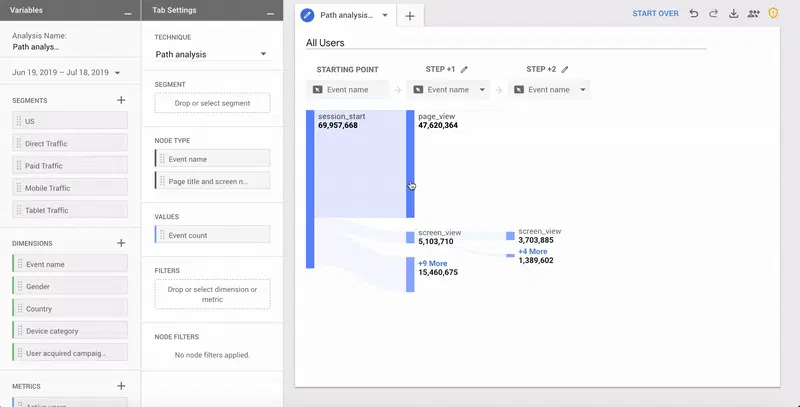 Variables
Analysis Name:
Path analys...
Jun 19, 2019 – Jul 18, 2019
SEGMENTS
US
Direct Traffic
Paid Traffic
Mobile Traffic
Tablet Traffic
DIMENSIONS
Event name
Gender
Country
Device category
User acquired campaig...
METRICS
Active users
Tab Settings
TECHNIQUE
Path analysis
SEGMENT
Drop or select segment
NODE TYPE
Event name
Page title and screen n...
VALUES
Event count
FILTERS
Drop or select dimension or
metric
NODE FILTERS
No node filters applied.
Path analysis...
START OVER
All Users
STARTING POINT
STEP +1
STEP +2
Event name
Event name
Event name
session_start
69,957,668
page_view
47,620,364
screen_view
5,103,710
+9 More
15,460,675
screen_view
3,703,885
+4 More
1,389,602